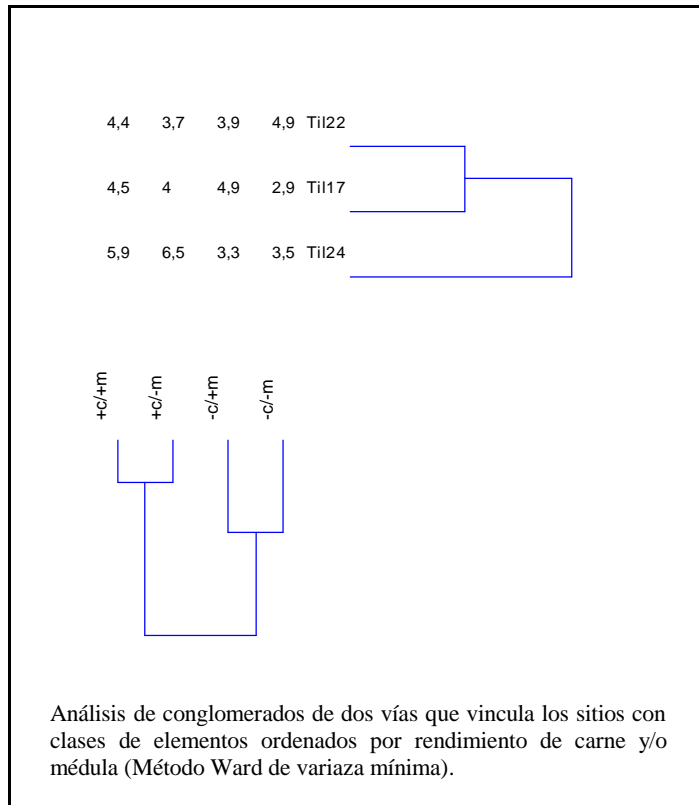 4,4 3,7 3,9 4,9 Til22
4,5 4 4,9 2,9 Til17
5,9 6,5 3,3 3,5 Til24
+c/+m +c/-m -c/+m -c/-m
Análisis de conglomerados de dos vías que vincula los sitios con
clases de elementos ordenados por rendimiento de carne y/o
médula (Método Ward de variaza mínima).